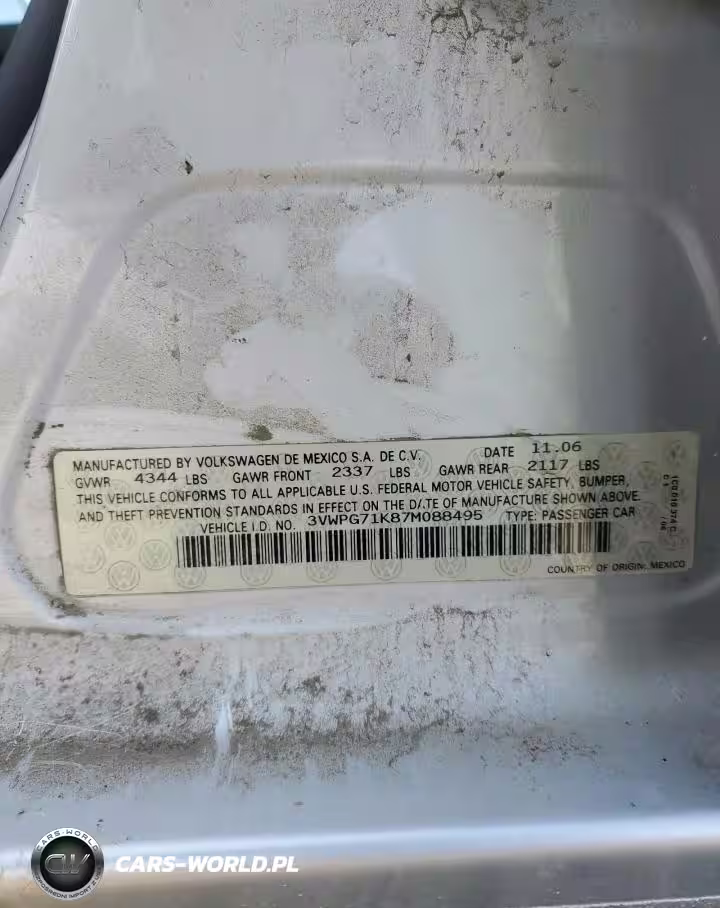 MANUFACTURED BY VOLKSWAGEN DE MEXICO S.A. DE C.V. DATE 11.06
GVWR 4344 LBS GAWR FRONT 2337 LBS GAWR REAR 2117 LBS
THIS VEHICLE CONFORMS TO ALL APPLICABLE U.S. FEDERAL MOTOR VEHICLE SAFETY, BUMPER,
AND THEFT PREVENTION STANDARDS IN EFFECT ON THE DATE OF MANUFACTURE SHOWN ABOVE.
VEHICLE I.D. NO. 3VWPG71K87M088495 TYPE: PASSENGER CAR
COUNTRY OF ORIGIN: MEXICO
CARS-WORLD
CARS-WORLD.PL